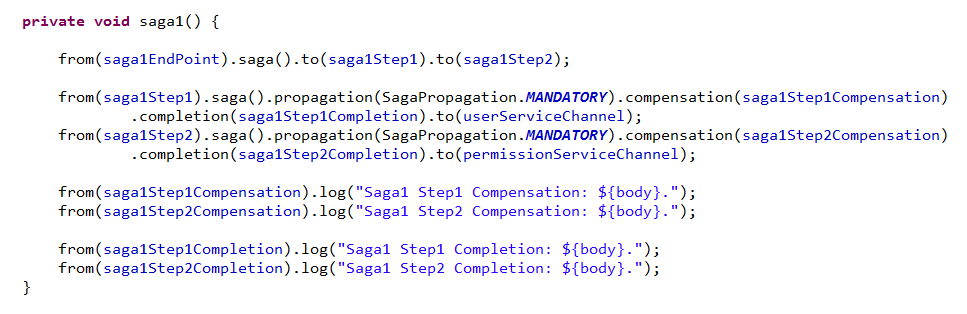 private void saga1() {
from(saga1EndPoint).saga().to(saga1Step1).to(saga1Step2);
from(saga1Step1).saga().propagation(SagaPropagation.MANDATORY).compensation(saga1Step1Compensation)
.completion(saga1Step1Completion).to(userServiceChannel);
from(saga1Step2).saga().propagation(SagaPropagation.MANDATORY).compensation(saga1Step2Compensation)
.completion(saga1Step2Completion).to(permissionServiceChannel);
from(saga1Step1Compensation).log("Saga1 Step1 Compensation: ${body}.");
from(saga1Step2Compensation).log("Saga1 Step2 Compensation: ${body}.");
from(saga1Step1Completion).log("Saga1 Step1 Completion: ${body}.");
from(saga1Step2Completion).log("Saga1 Step2 Completion: ${body}.");
}